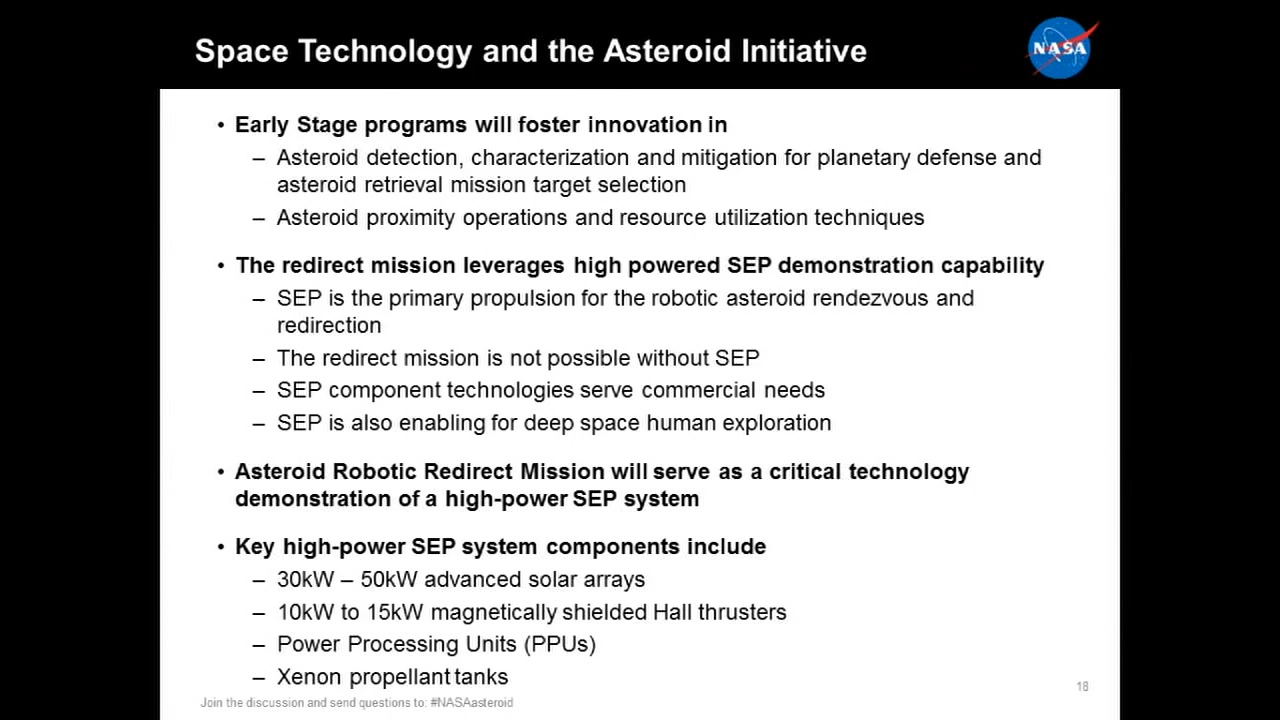 Space Technology and the Asteroid Initiative
NASA
• Early Stage programs will foster innovation in
– Asteroid detection, characterization and mitigation for planetary defense and
asteroid retrieval mission target selection
– Asteroid proximity operations and resource utilization techniques
• The redirect mission leverages high powered SEP demonstration capability
– SEP is the primary propulsion for the robotic asteroid rendezvous and
redirection
– The redirect mission is not possible without SEP
– SEP component technologies serve commercial needs
– SEP is also enabling for deep space human exploration
• Asteroid Robotic Redirect Mission will serve as a critical technology
demonstration of a high-power SEP system
• Key high-power SEP system components include
– 30kW – 50kW advanced solar arrays
– 10kW to 15kW magnetically shielded Hall thrusters
– Power Processing Units (PPUs)
– Xenon propellant tanks
18
Join the discussion and send questions to: #NASAasteroid